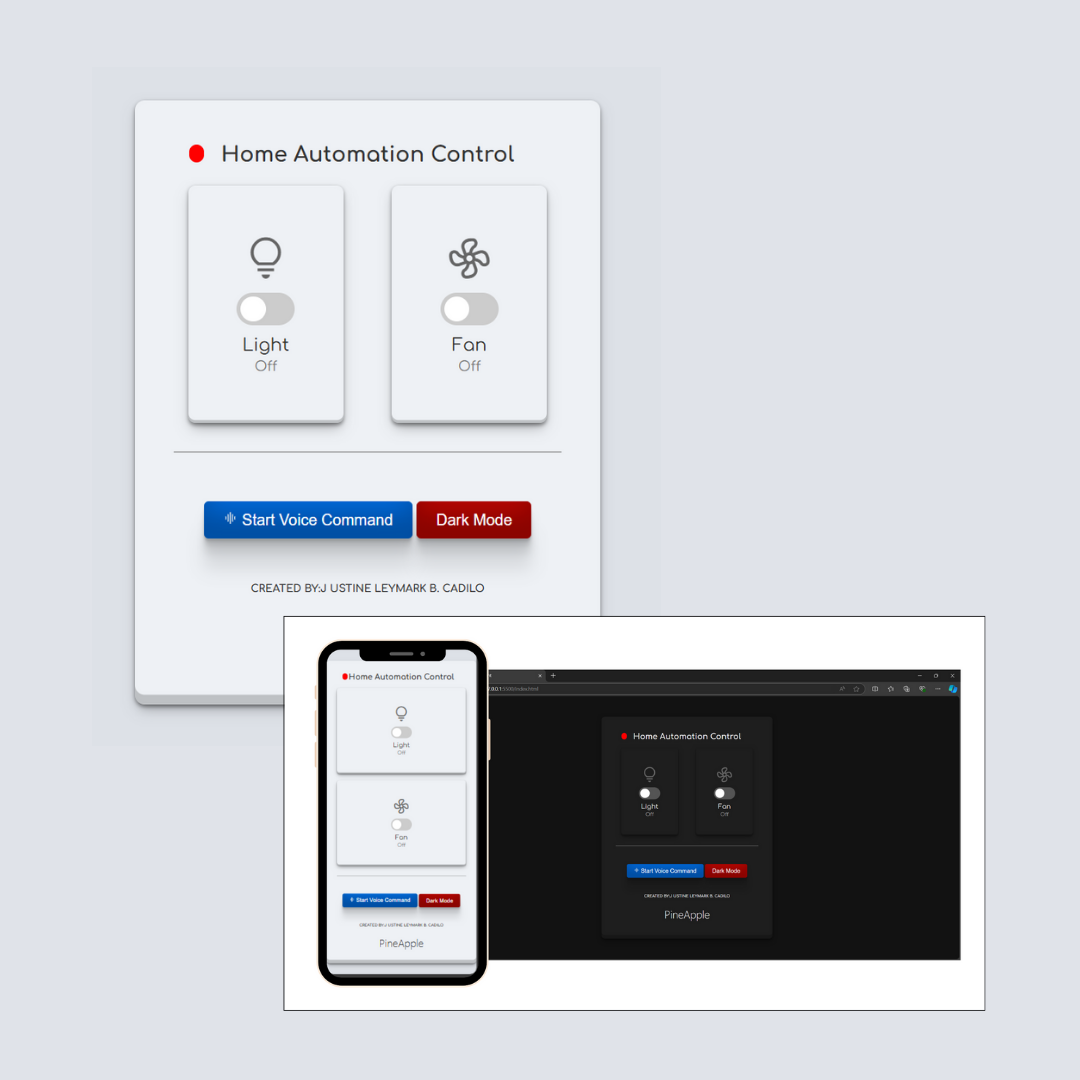 Home Automation Control
Light
Off
Fan
Off
Start Voice Command
Dark Mode
CREATED BY:J USTINE LEYMARK B. CADILO
Home Automation Control
Light
Off
Fan
Off
Start Voice Command
Dark Mode
CREATED BY:J USTINE LEYMARK B. CADILO
PineApple
Home Automation Control
Light
Off
Fan
Off
Start Voice Command
Dark Mode
CREATED BY:J USTINE LEYMARK B. CADILO
PineApple